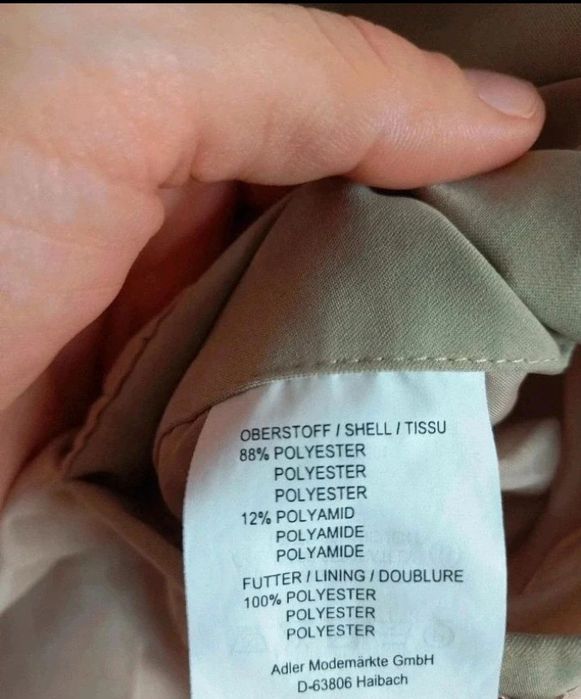 OBERSTOFF / SHELL / TISSU
88% POLYESTER
POLYESTER
POLYESTER
12% POLYAMID
POLYAMIDE
POLYAMIDE
FUTTER / LINING / DOUBLURE
100% POLYESTER
POLYESTER
POLYESTER
Adler Modemärkte GmbH
D-63806 Haibach